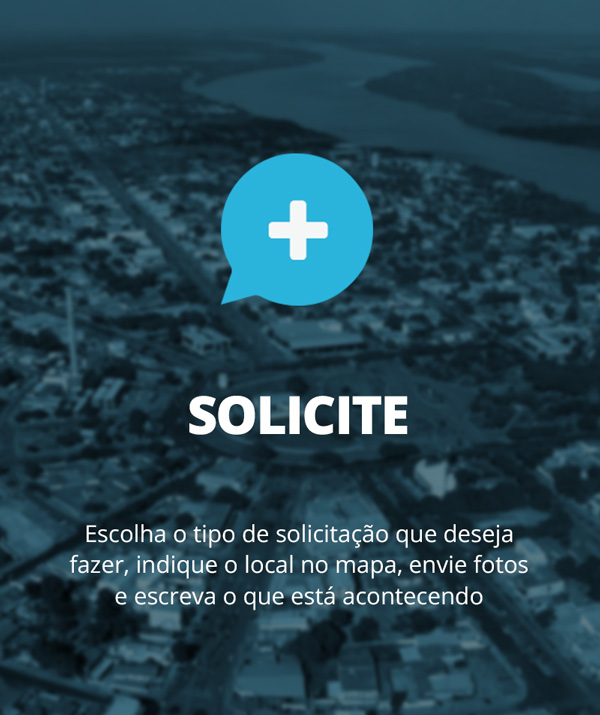 SOLICITE
Escolha o tipo de solicitação que deseja
fazer, indique o local no mapa, envie fotos
e escreva o que está acontecendo